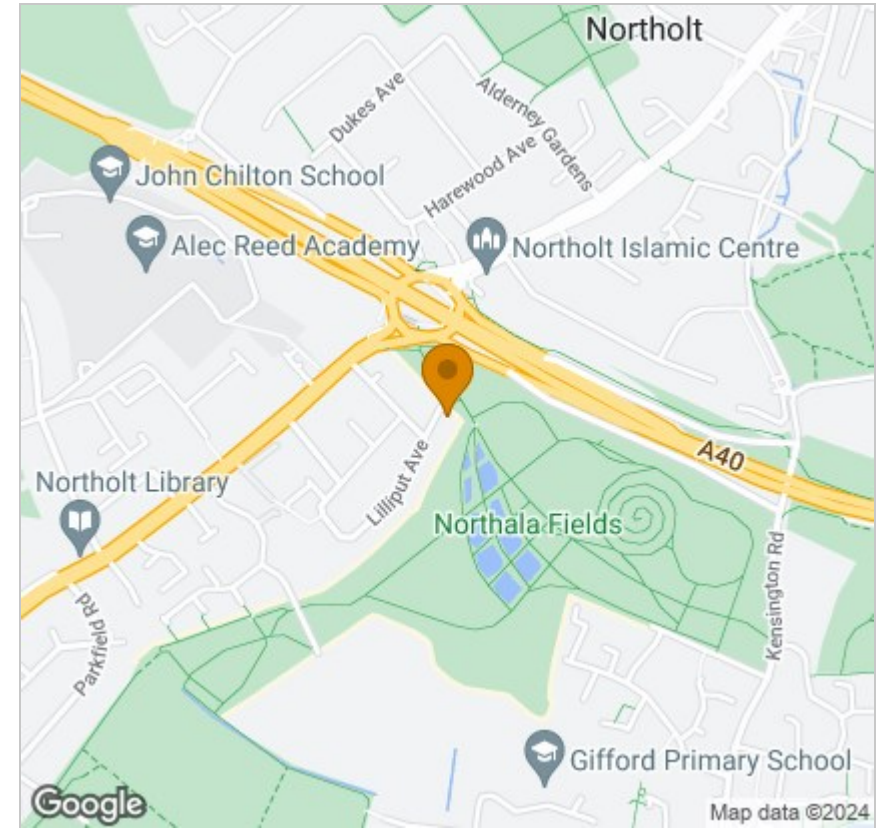 Northolt
Dukes Ave
Alderney Gardens
Harewood Ave
John Chilton School
Alec Reed Academy
Northolt Islamic Centre
A40
Lilliput Ave
Northolt Library
Northala Fields
Kensington Rd
Parkfield Rd
Gifford Primary School
Google
Map data ©2024